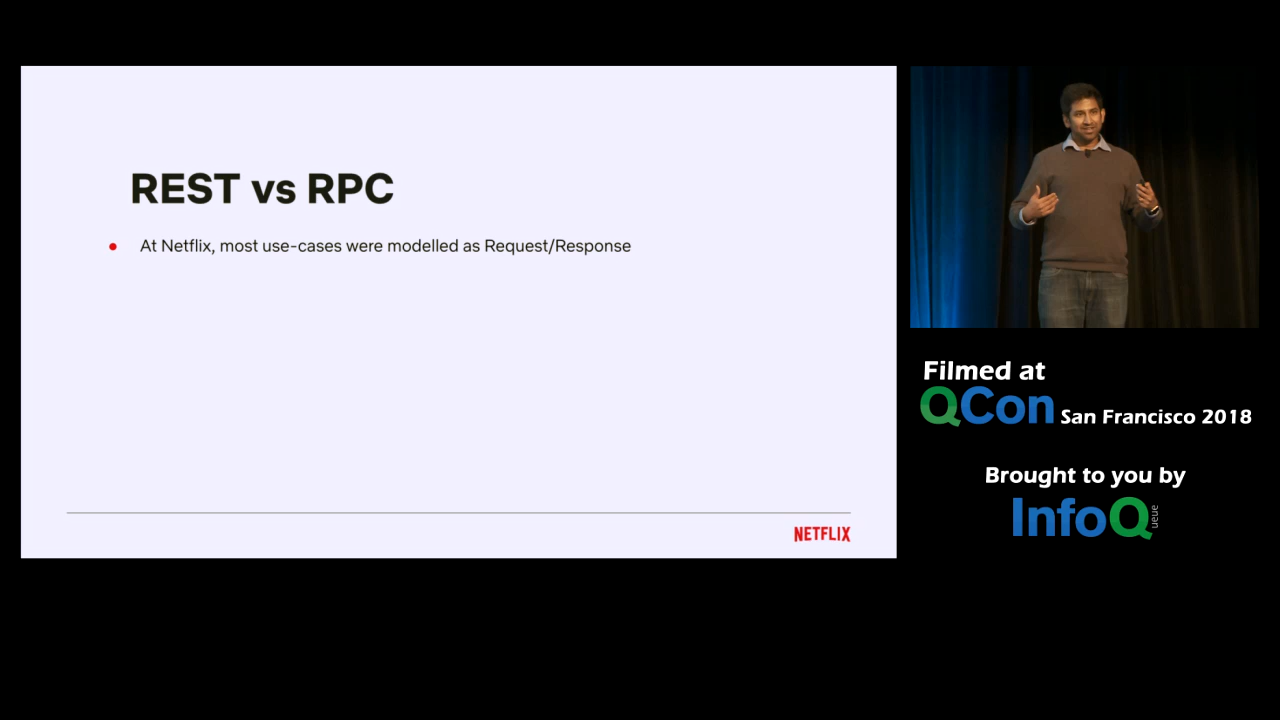 REST vs RPC
At Netflix, most use-cases were modelled as Request/Response
NETFLIX
Filmed at
QCon San Francisco 2018
Brought to you by
InfoQ
ueue